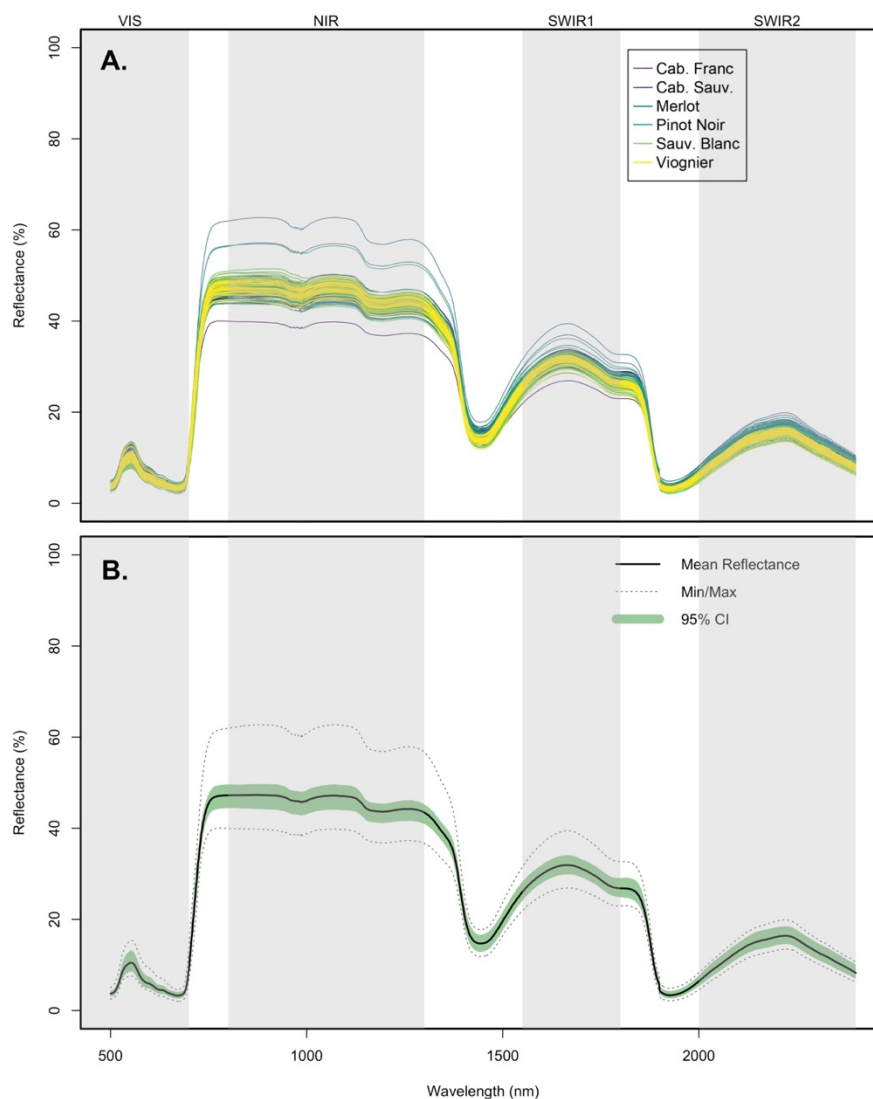 VIS NIR SWIR1 SWIR2
A.
Cab. Franc
Cab. Sauv.
Merlot
Pinot Noir
Sauv. Blanc
Viognier
Reflectance (%)
100
80
60
40
20
0
B.
Mean Reflectance
Min/Max
95% CI
Reflectance (%)
100
80
60
40
20
0
500 1000 1500 2000
Wavelength (nm)